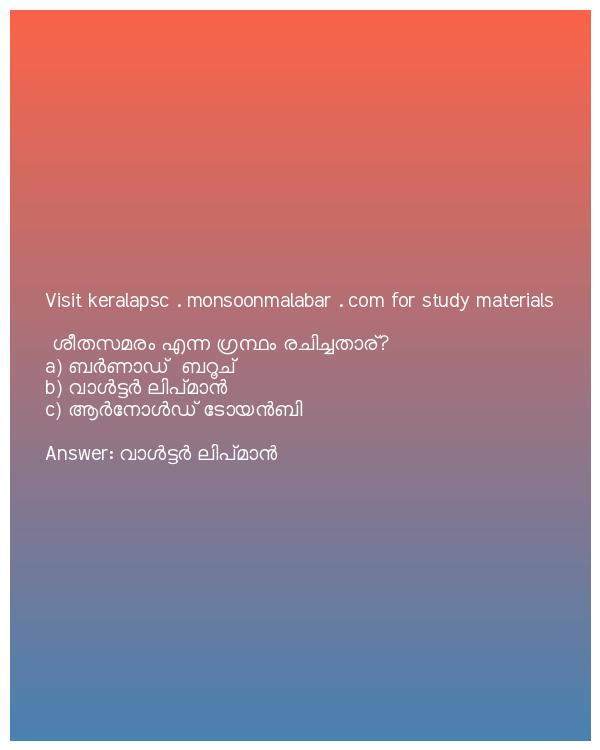 Visit keralapsc . monsoonmalabar . com for study materials
ശീതസമരം എന്ന ഗ്രന്ഥം രചിച്ചതാര്?
a) ബർണാഡ് ബറൂച്
b) വാൾട്ടർ ലിപ്മാൻ
c) ആർനോൾഡ് ടോയൻബി
Answer: വാൾട്ടർ ലിപ്മാൻ